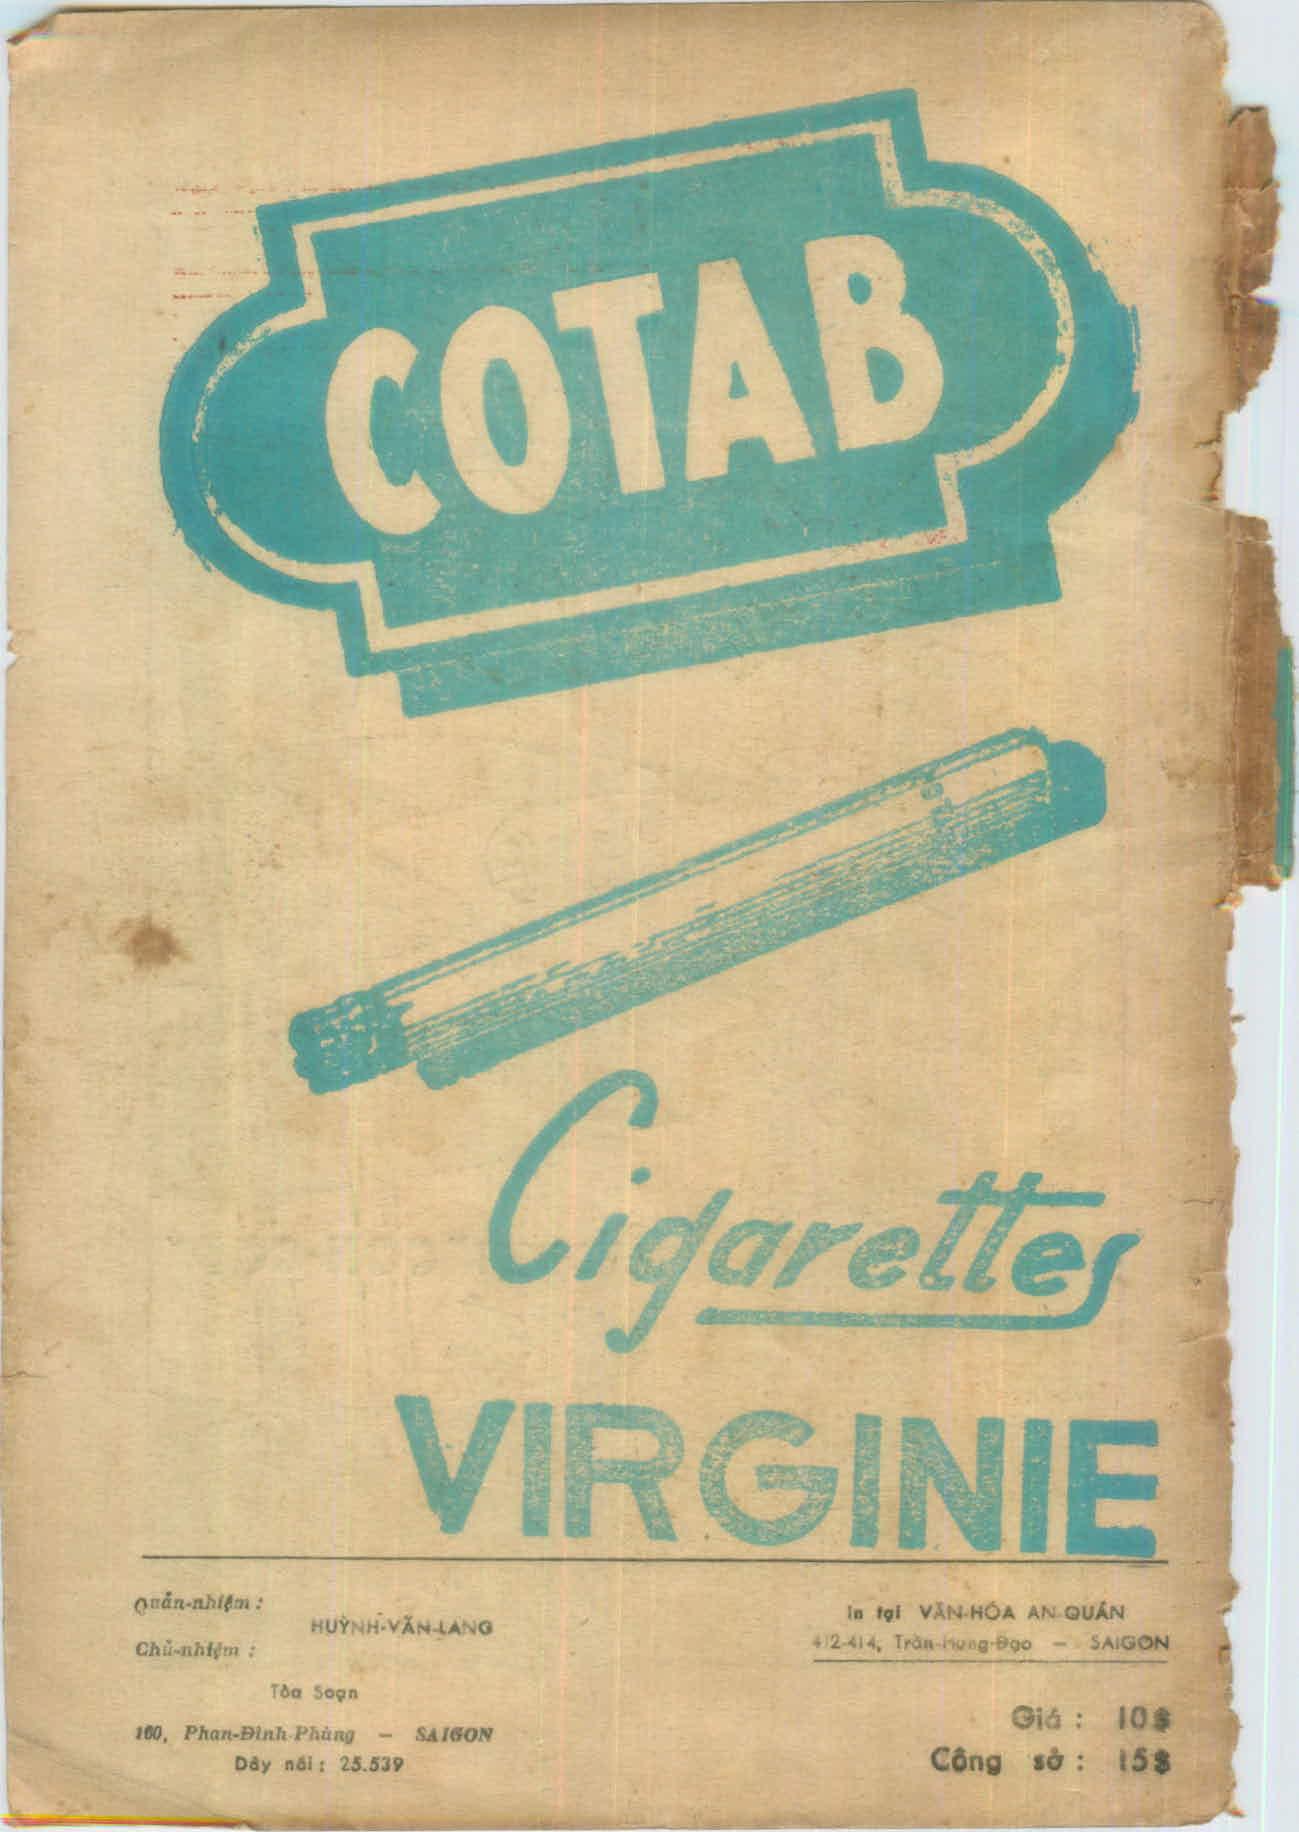 COTAB
Cigarettes
VIRGINIE
Quản-nhiệm :
HUỲNH-VĂN-LANG
Chủ-nhiệm :
Tòa Soạn
160, Phan-Đình-Phùng — SAIGON
Dây nói : 25.539
In tại VĂN-HÓA AN-QUÁN
412-414, Trần-Hưng-Đạo — SAIGON
Giá : 10$
Công sở : 15$